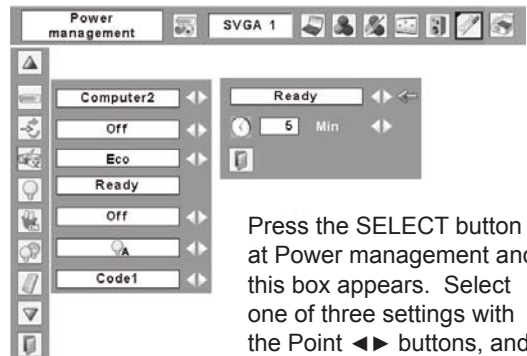 Power
management
SVGA 1
Computer2
Off
Eco
Ready
Off
A
Code1
Ready
5 Min
Press the SELECT button
at Power management and
this box appears. Select
one of three settings with
the Point ◄► buttons, and